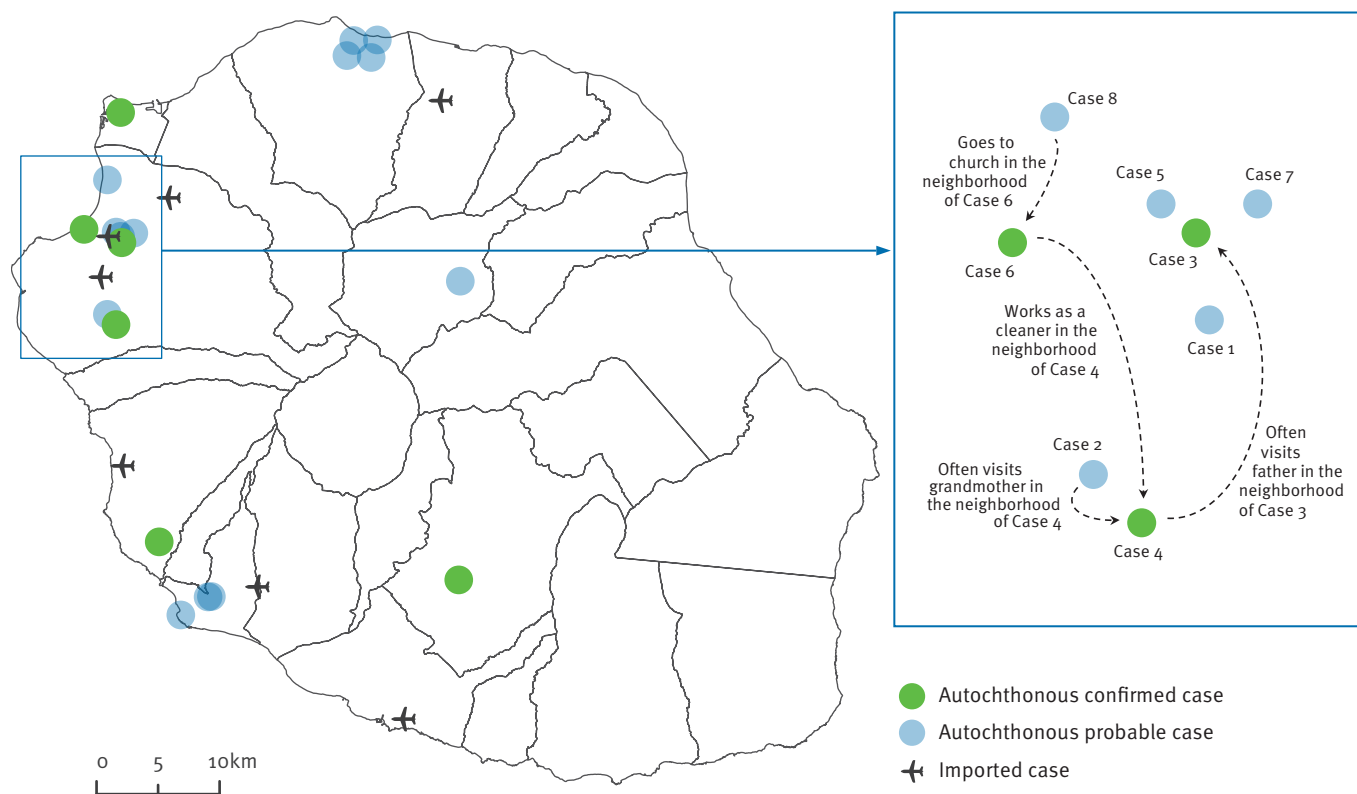 Case 8
Goes to
church in the
neighborhood
of Case 6
Case 5
Case 7
Case 6
Case 3
Works as a
cleaner in the
neighborhood
of Case 4
Case 1
Case 2
Often visits
grandmother in
the neighborhood
of Case 4
Often
visits
father in the
neighborhood
of Case 3
Case 4
Autochthonous confirmed case
Autochthonous probable case
Imported case
0 5 10km